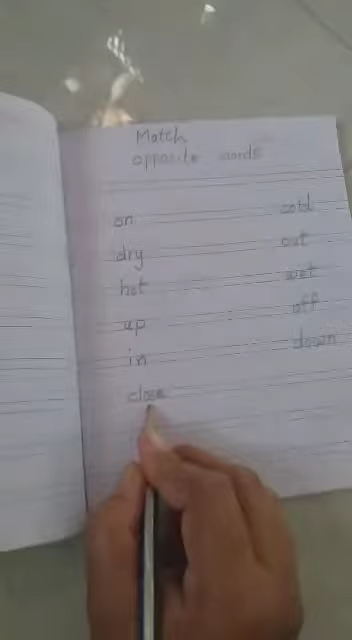 Match
opposite words
on cold
dry out
hot wet
up off
in down
close